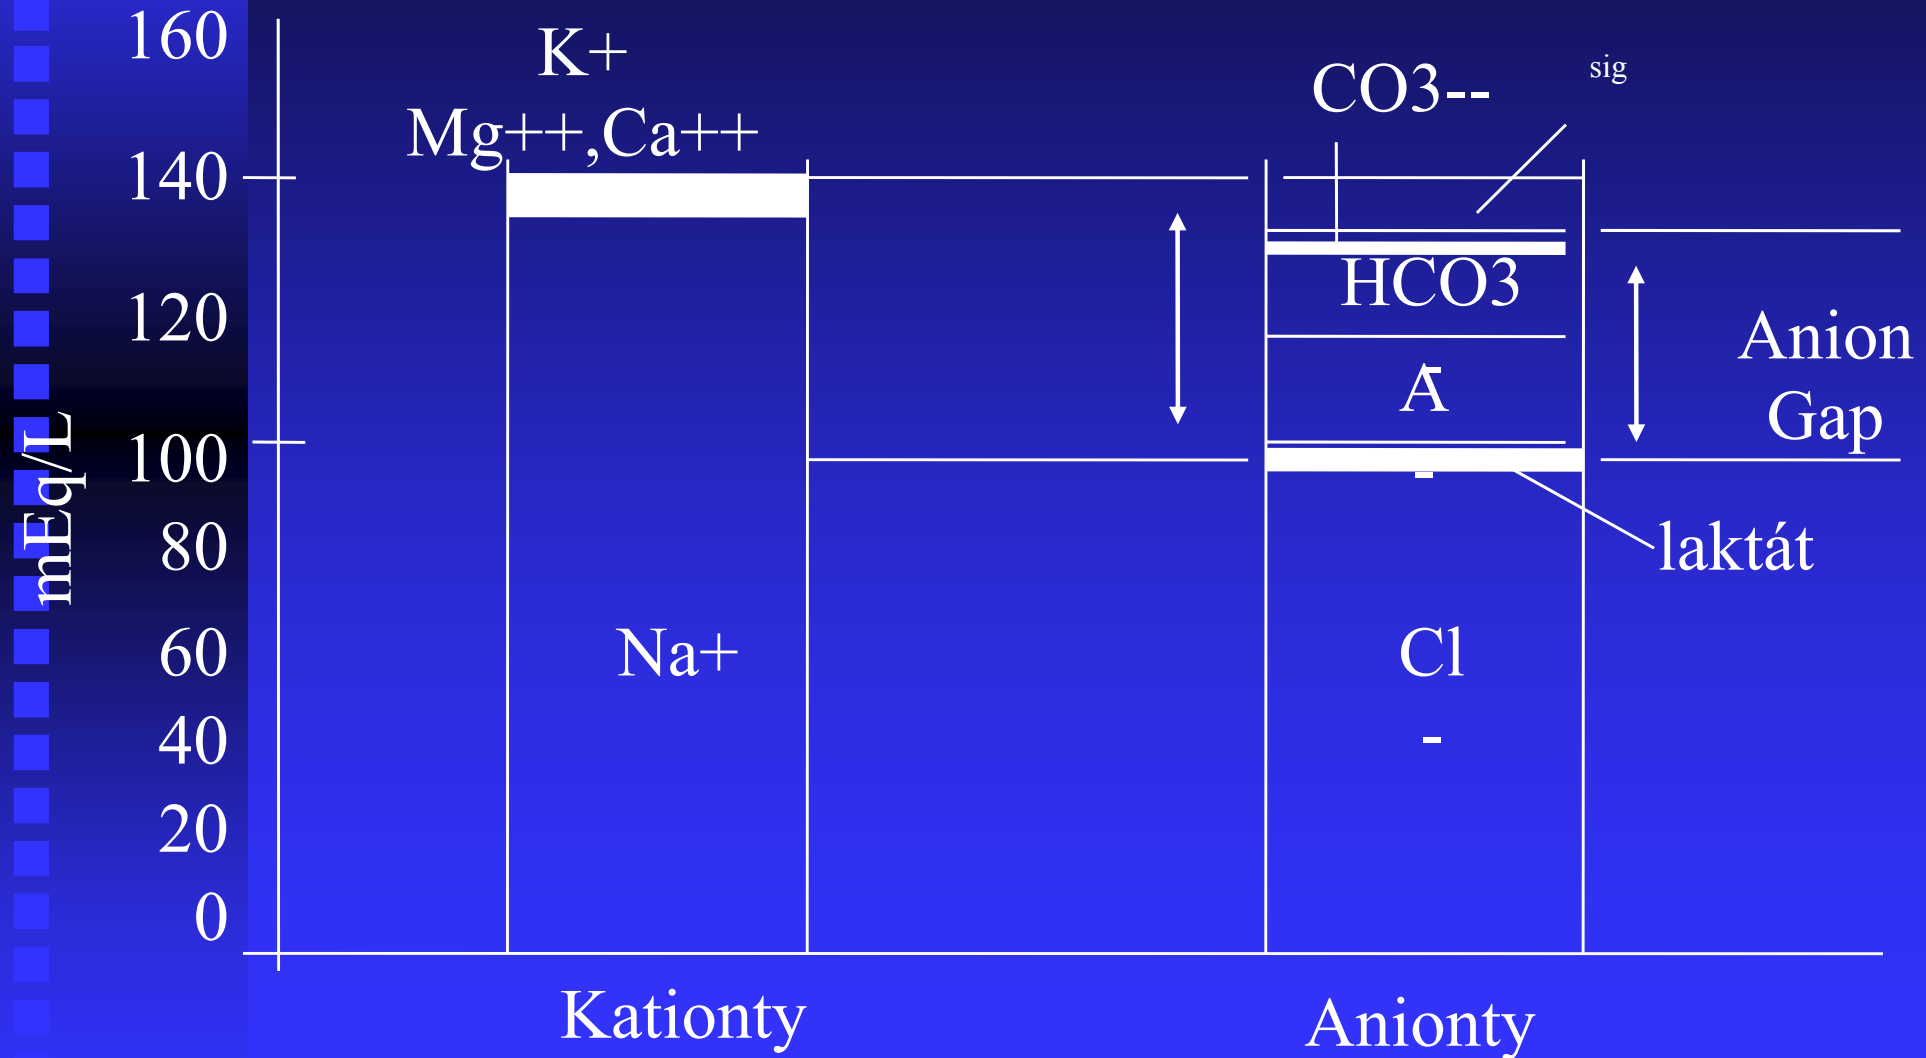 160
140
120
100
80
60
40
20
0
mEq/L
K+
Mg++,Ca++
Na+
Kationty
CO3--
sig
HCO3
-
A-
Cl
-
laktát
Anion
Gap
Anionty